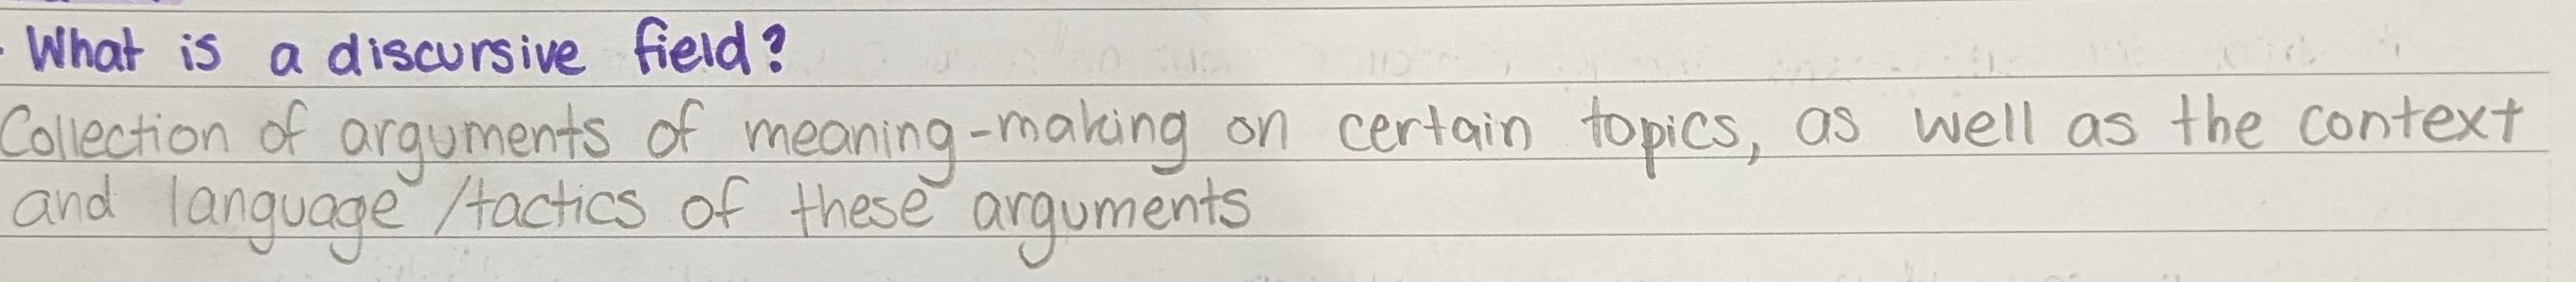 What is a discursive field?
Collection of arguments of meaning-making on certain topics, as well as the context
and language /tactics of these arguments